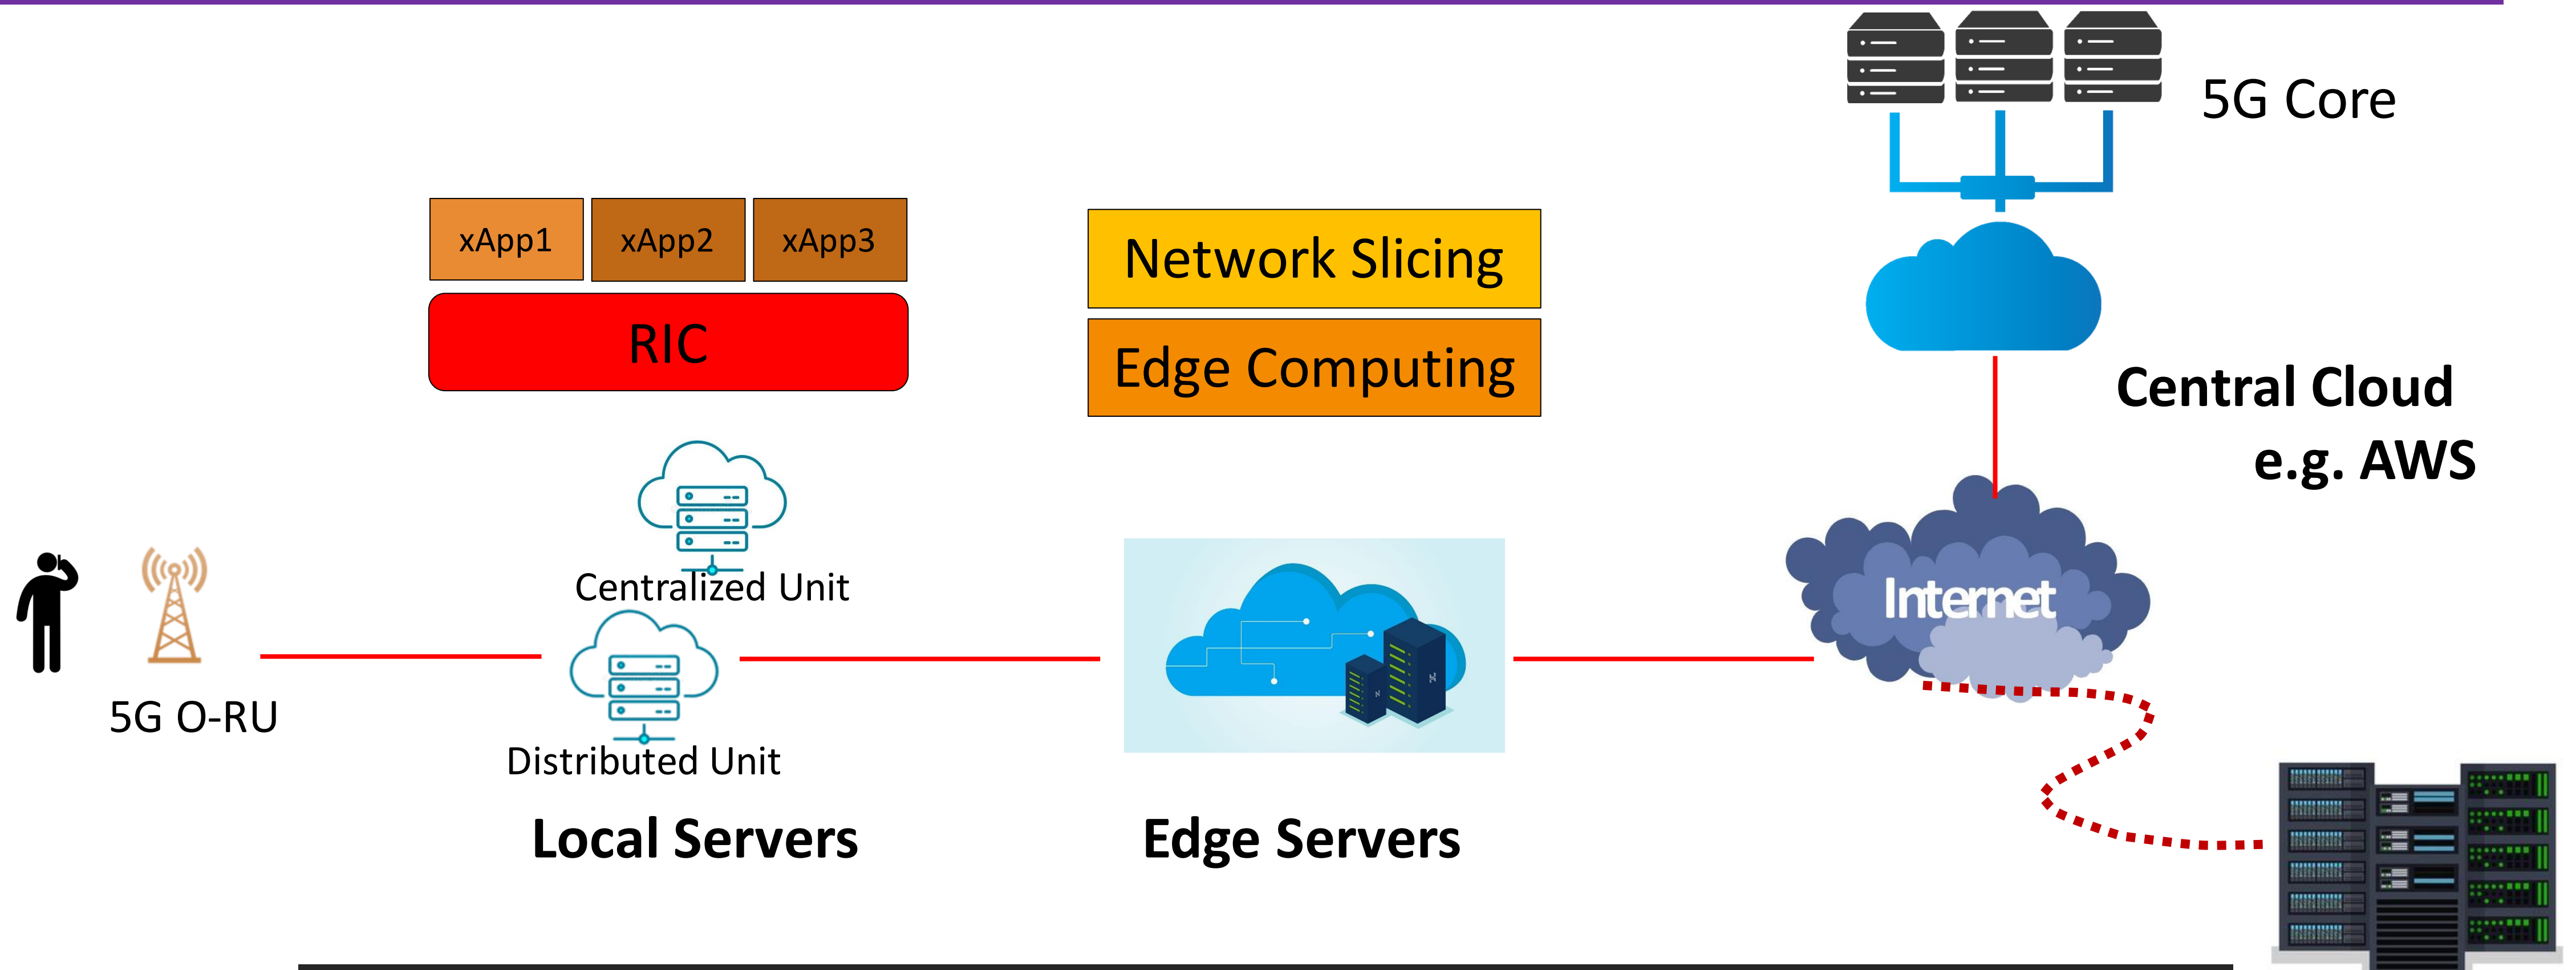 5G Core
xApp1
xApp2
xApp3
Network Slicing
RIC
Edge Computing
Central Cloud
e.g. AWS
Centralized Unit
Internet
5G O-RU
Distributed Unit
Local Servers
Edge Servers